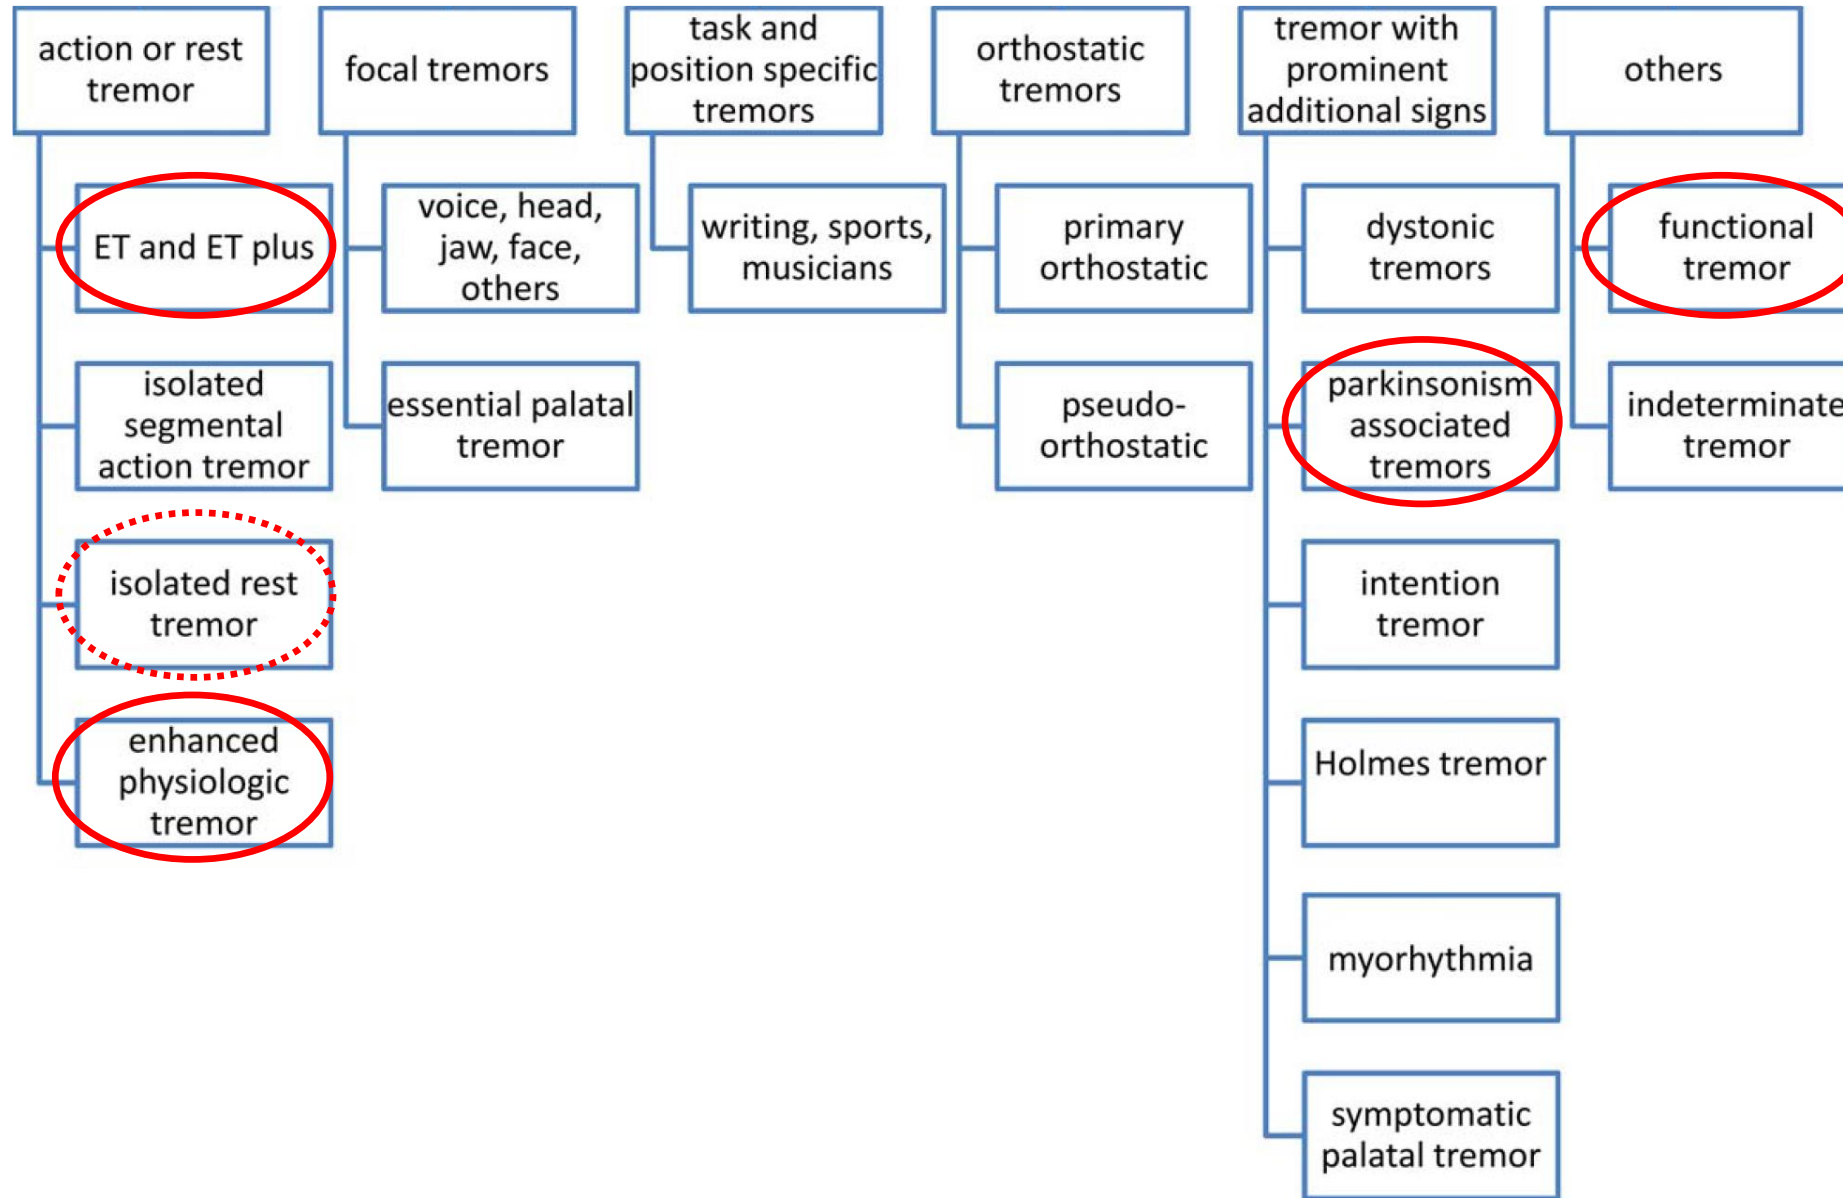 action or rest
tremor
ET and ET plus
isolated
segmental
action tremor
isolated rest
tremor
enhanced
physiologic
tremor
focal tremors
voice, head,
jaw, face,
others
essential palatal
tremor
task and
position specific
tremors
writing, sports,
musicians
orthostatic
tremors
primary
orthostatic
pseudo-
orthostatic
tremor with
prominent
additional signs
dystonic
tremors
parkinsonism
associated
tremors
intention
tremor
Holmes tremor
myorhythmia
symptomatic
palatal tremor
others
functional
tremor
indeterminate
tremor